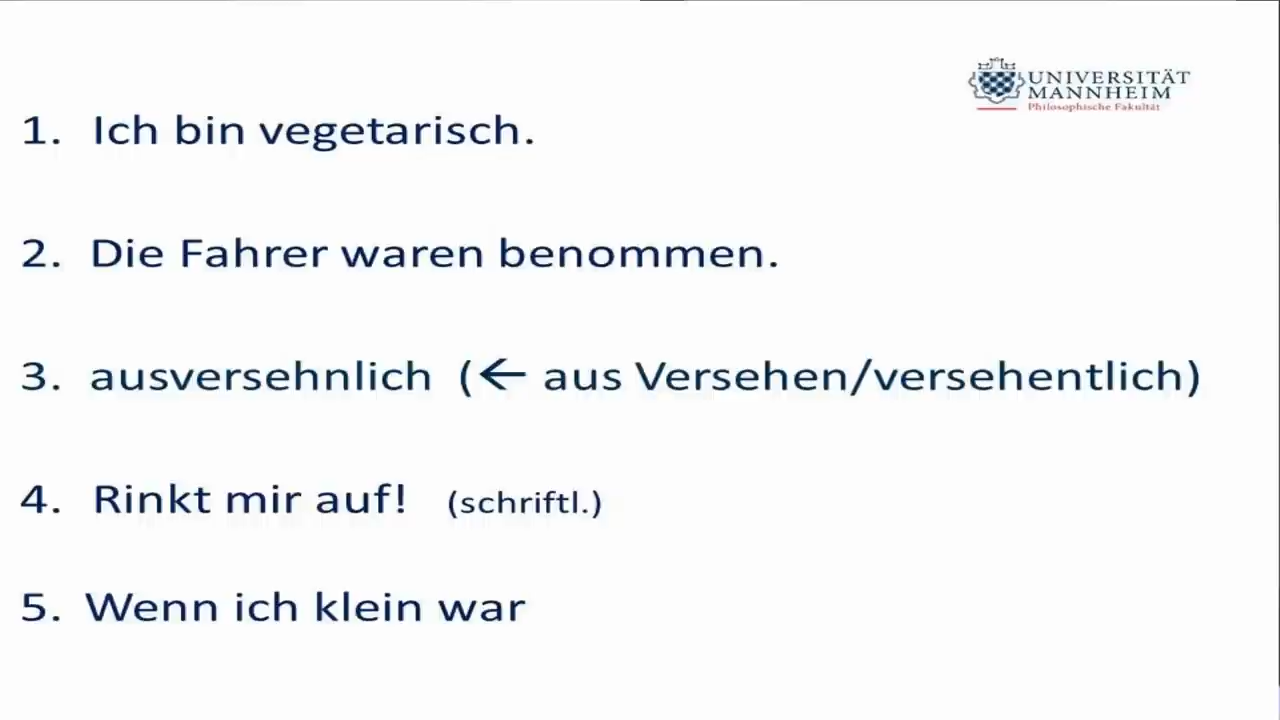 UNIVERSITÄT
MANNHEIM
Philosophische Fakultät
1. Ich bin vegetarisch.
2. Die Fahrer waren benommen.
3. ausversehnlich (← aus Versehen/versehentlich)
4. Rinkt mir auf! (schriftl.)
5. Wenn ich klein war